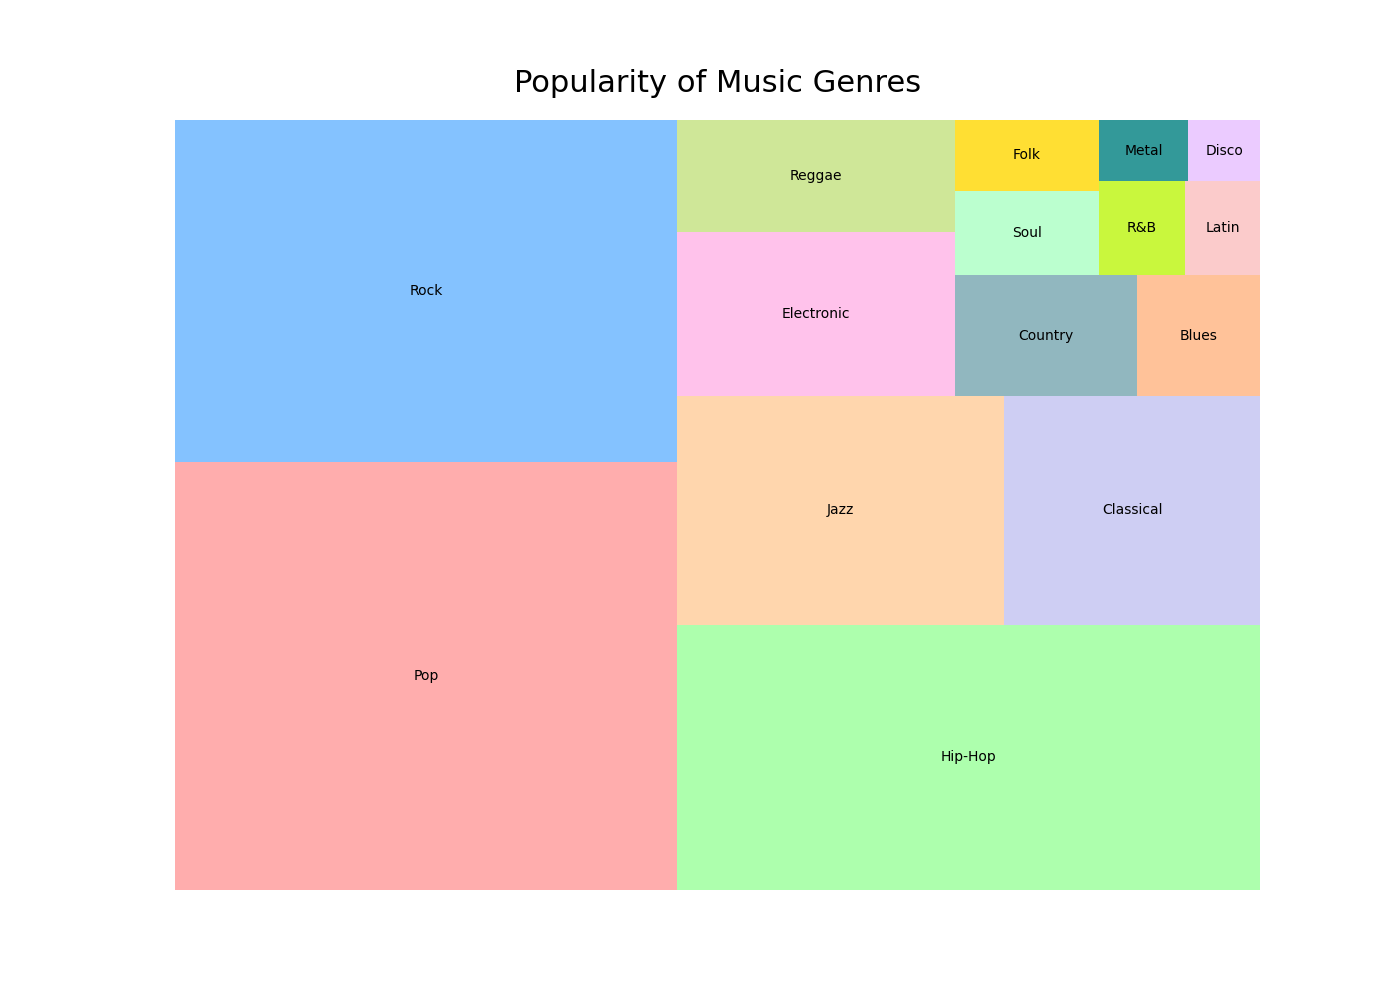 Popularity of Music Genres
Rock
Pop
Reggae
Electronic
Folk
Soul
Metal
Disco
R&B
Latin
Country
Blues
Jazz
Classical
Hip-Hop